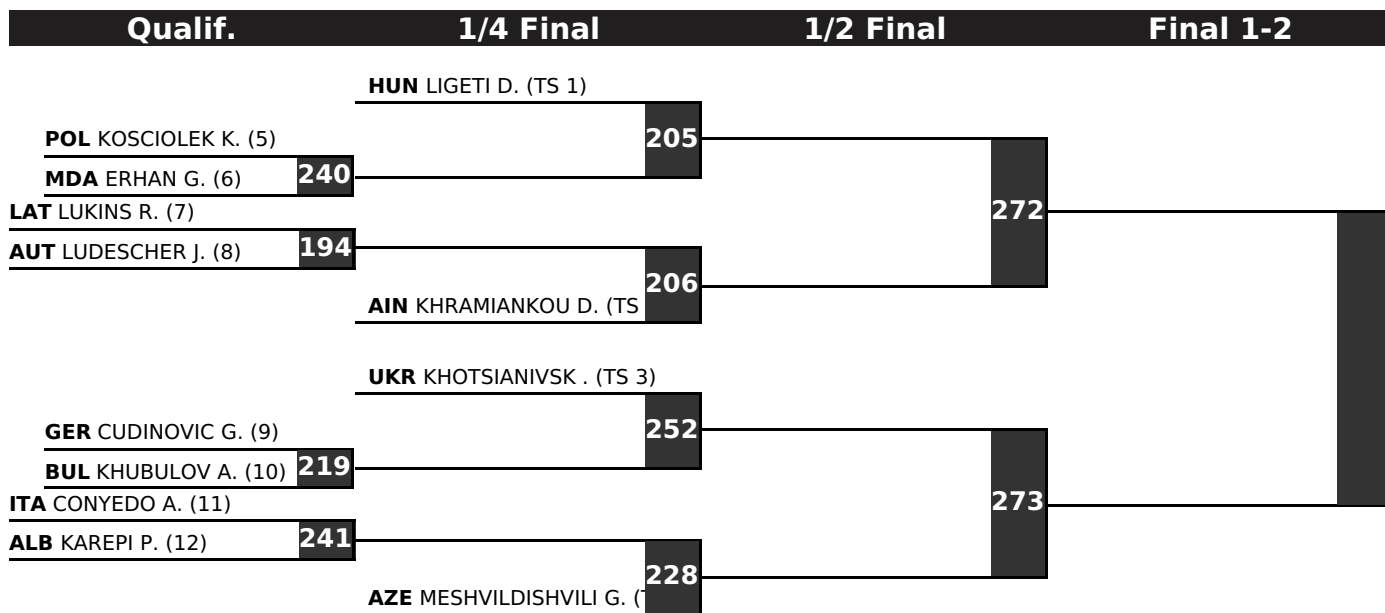 Qualif. 1/4 Final 1/2 Final Final 1-2
HUN LIGETI D. (TS 1)
POL KOSCIOLEK K. (5)
205
MDA ERHAN G. (6) 240
LAT LUKINS R. (7)
272
AUT LUDESCHER J. (8) 194
206
AIN KHRAMIANKOU D. (TS
UKR KHOTSIANIVSK . (TS 3)
GER CUDINOVIC G. (9)
252
BUL KHUBULOV A. (10) 219
ITA CONYEDO A. (11)
273
ALB KAREPI P. (12) 241
228
AZE MESHVILDISHVILI G. (